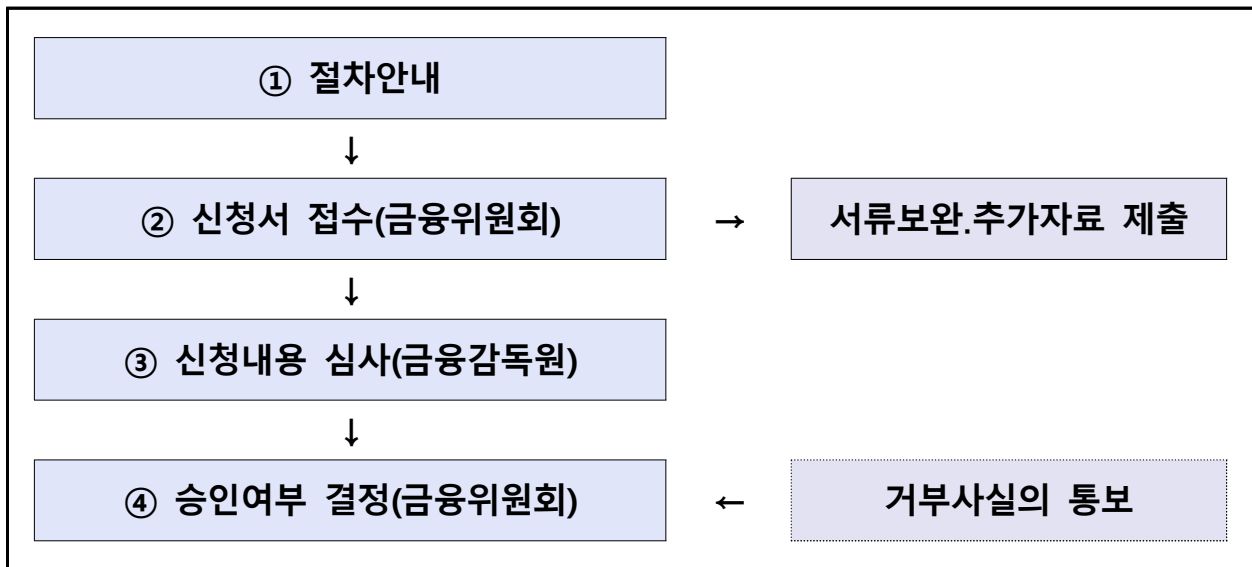 ① 절차안내
↓
② 신청서 접수(금융위원회) → 서류보완.추가자료 제출
↓
③ 신청내용 심사(금융감독원)
↓
④ 승인여부 결정(금융위원회) ← 거부사실의 통보